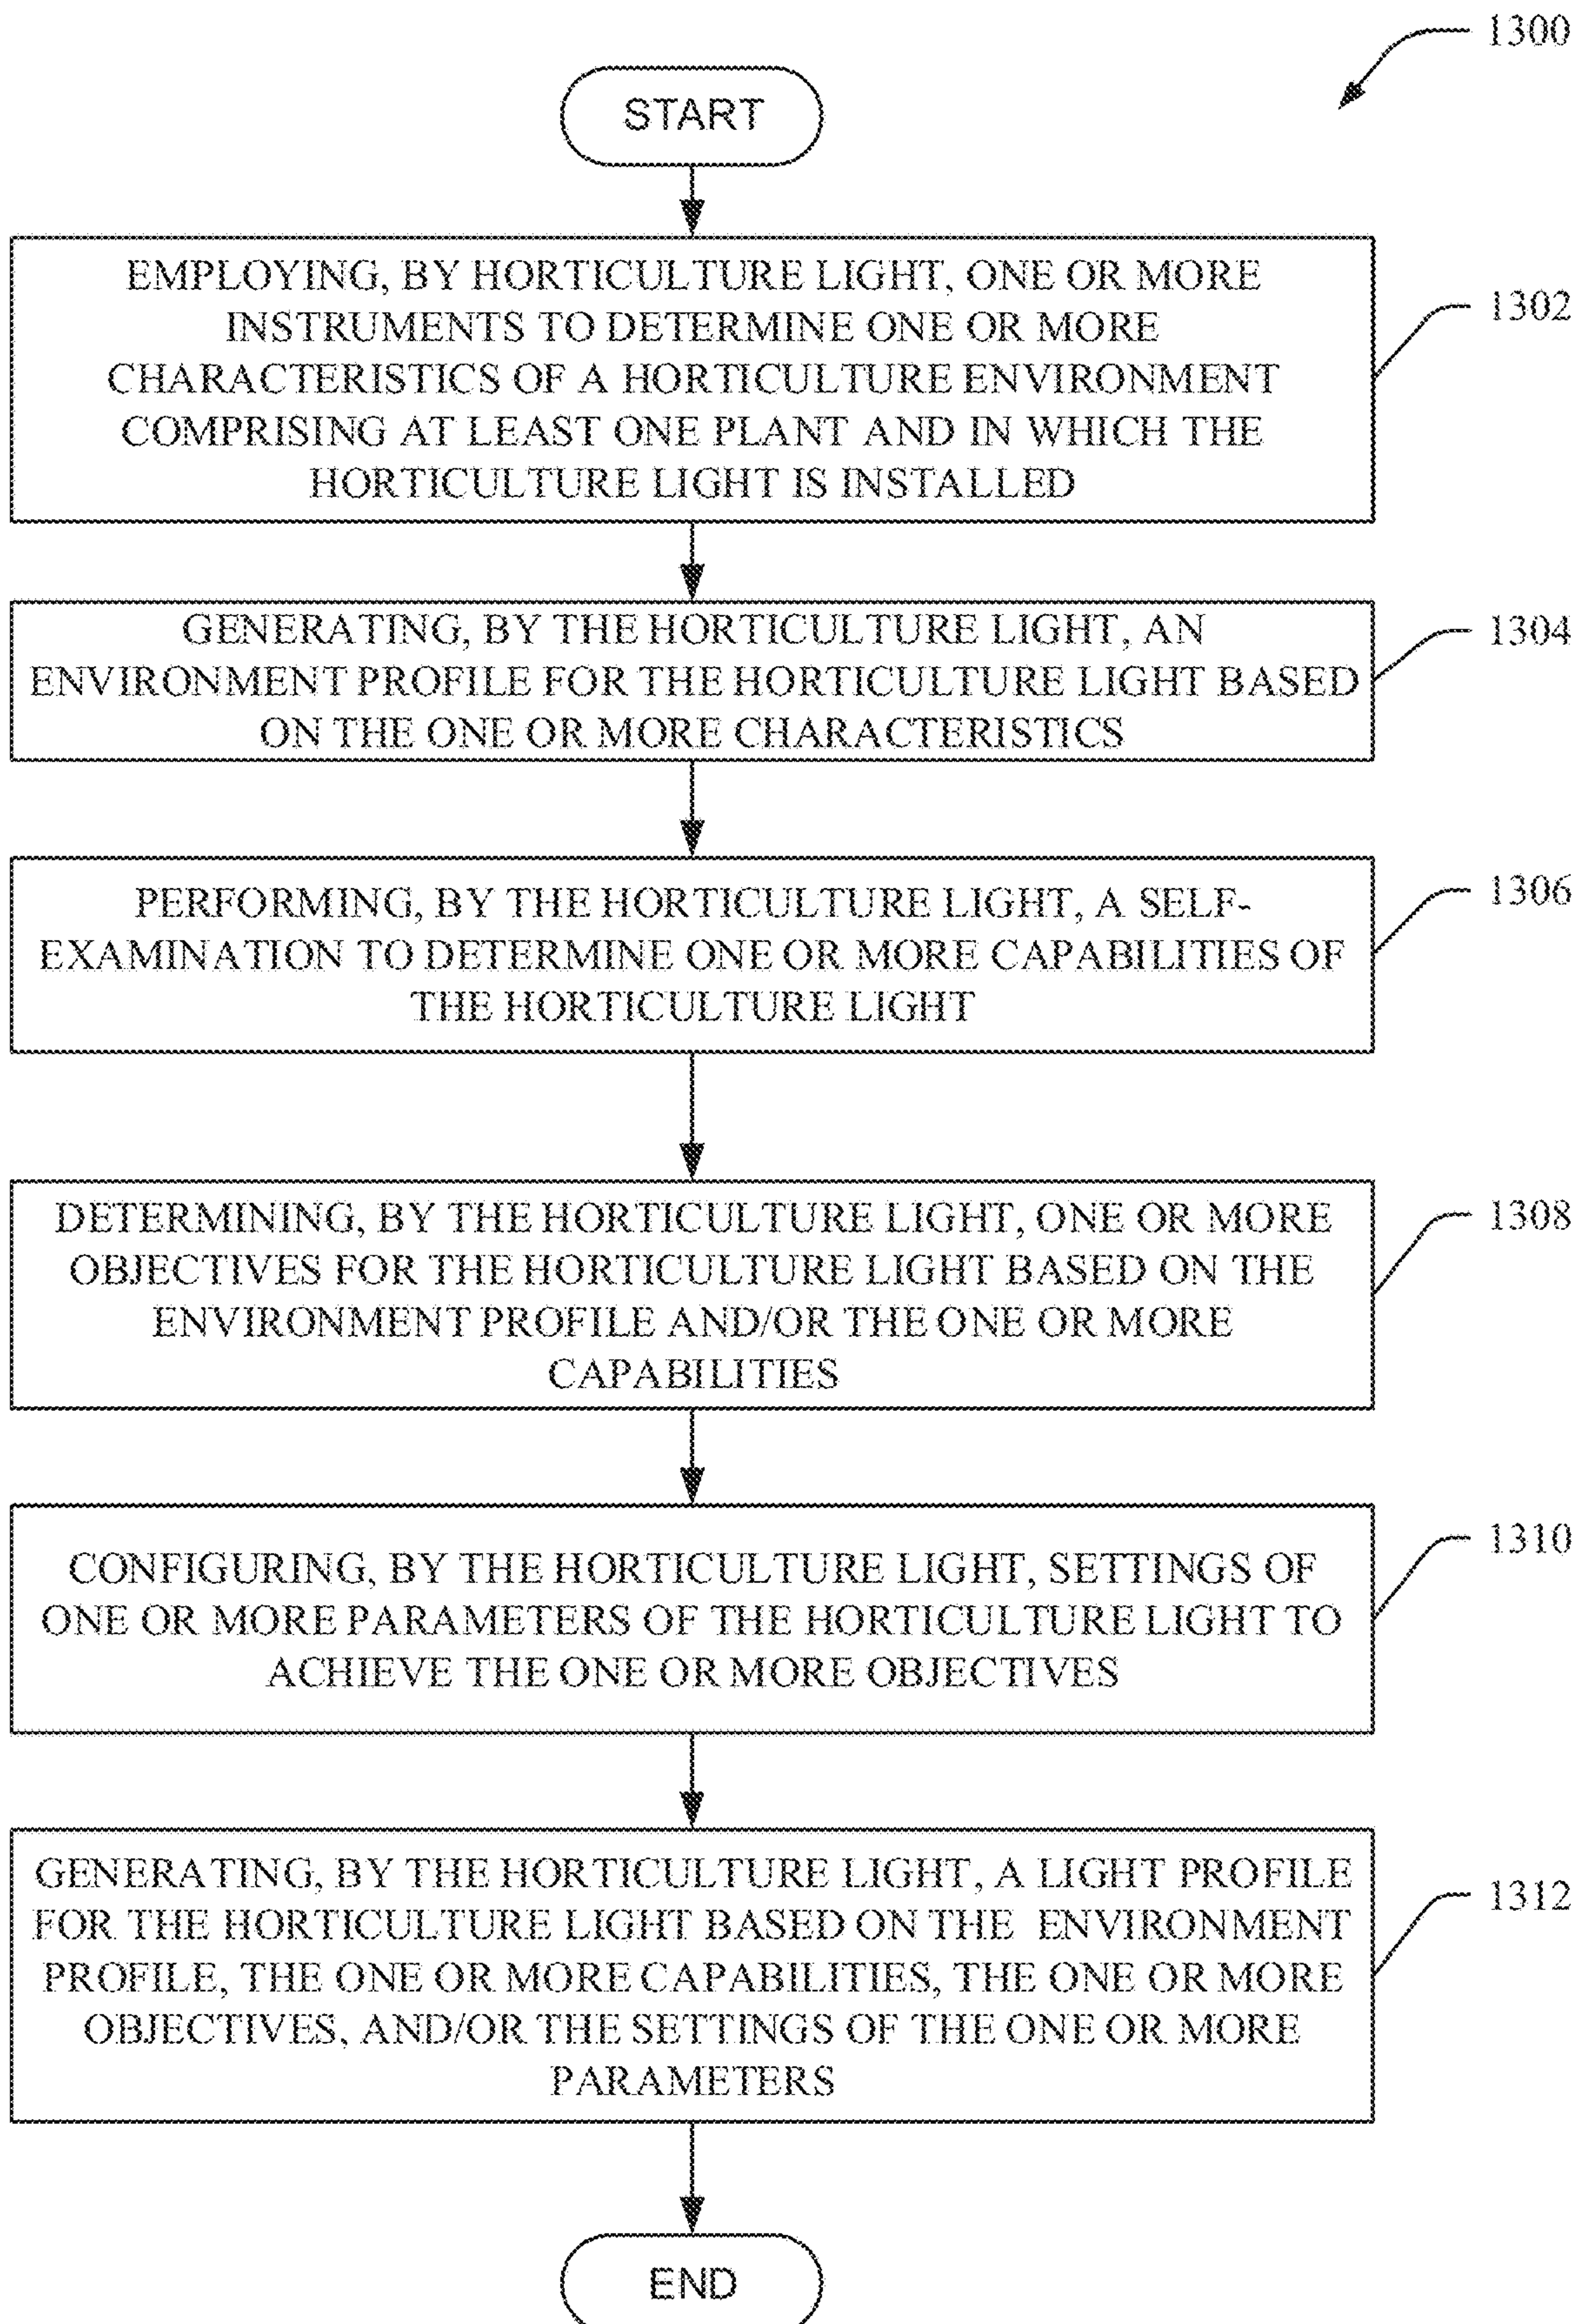 1300
START
EMPLOYING, BY HORTICULTURE LIGHT, ONE OR MORE
INSTRUMENTS TO DETERMINE ONE OR MORE
CHARACTERISTICS OF A HORTICULTURE ENVIRONMENT
COMPRISING AT LEAST ONE PLANT AND IN WHICH THE
HORTICULTURE LIGHT IS INSTALLED
1302
GENERATING, BY THE HORTICULTURE LIGHT, AN
ENVIRONMENT PROFILE FOR THE HORTICULTURE LIGHT BASED
ON THE ONE OR MORE CHARACTERISTICS
1304
PERFORMING, BY THE HORTICULTURE LIGHT, A SELF-
EXAMINATION TO DETERMINE ONE OR MORE CAPABILITIES OF
THE HORTICULTURE LIGHT
1306
DETERMINING, BY THE HORTICULTURE LIGHT, ONE OR MORE
OBJECTIVES FOR THE HORTICULTURE LIGHT BASED ON THE
ENVIRONMENT PROFILE AND/OR THE ONE OR MORE
CAPABILITIES
1308
CONFIGURING, BY THE HORTICULTURE LIGHT, SETTINGS OF
ONE OR MORE PARAMETERS OF THE HORTICULTURE LIGHT TO
ACHIEVE THE ONE OR MORE OBJECTIVES
1310
GENERATING, BY THE HORTICULTURE LIGHT, A LIGHT PROFILE
FOR THE HORTICULTURE LIGHT BASED ON THE ENVIRONMENT
PROFILE, THE ONE OR MORE CAPABILITIES, THE ONE OR MORE
OBJECTIVES, AND/OR THE SETTINGS OF THE ONE OR MORE
PARAMETERS
1312
END